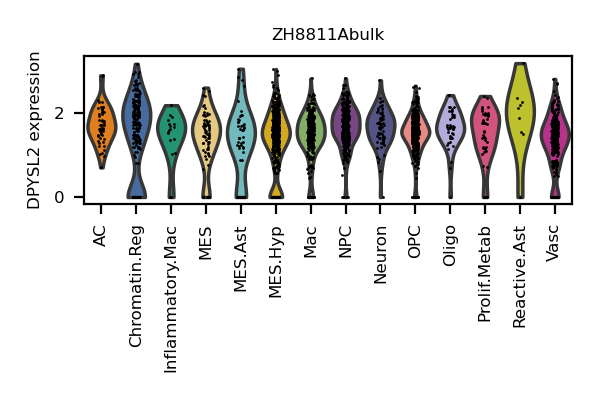 ZH8811Abulk
DPYSL2 expression
2
0
AC
Chromatin.Reg
Inflammatory.Mac
MES
MES.Ast
MES.Hyp
Mac
NPC
Neuron
OPC
Oligo
Prolif.Metab
Reactive.Ast
Vasc